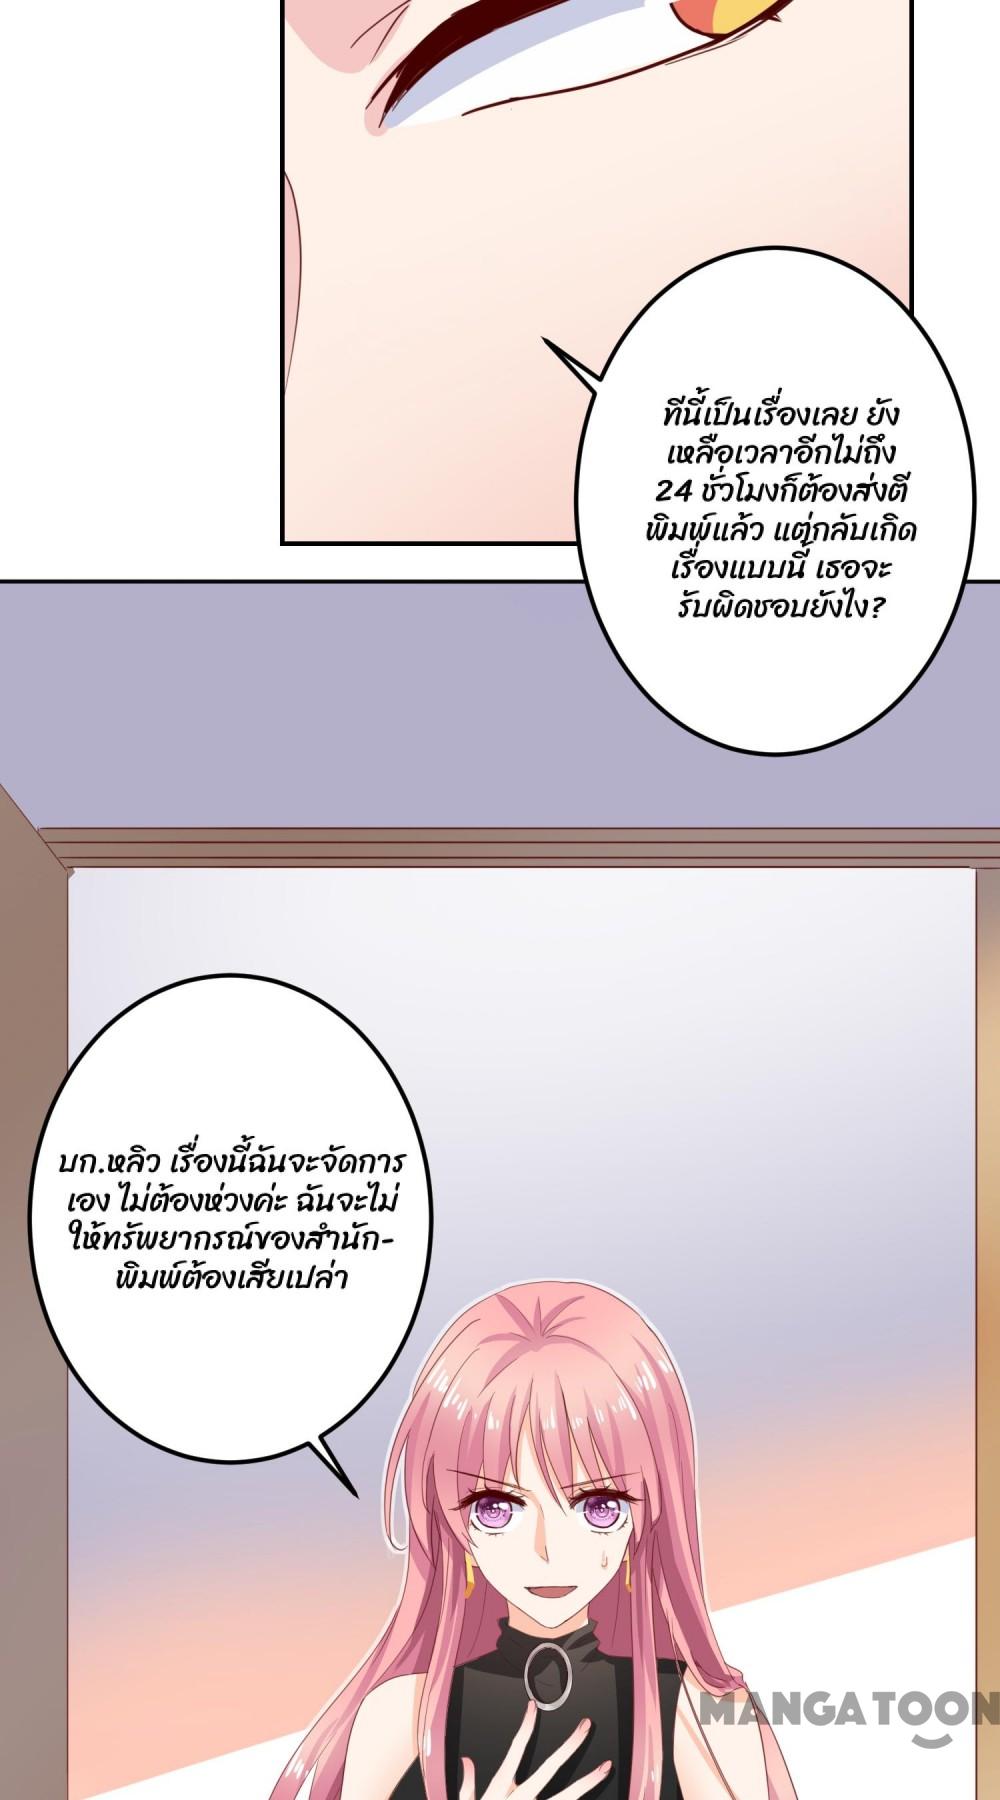 ทีนี้เป็นเรื่องเลย ยัง
เหลือเวลาอีกไม่ถึง
24 ชั่วโมงก็ต้องส่งตี
พิมพ์แล้ว แต่กลับเกิด
เรื่องแบบนี้ เธอจะ
รับผิดชอบยังไง?
บก.หลิว เรื่องนี้ฉันจะจัดการ
เอง ไม่ต้องห่วงค่ะ ฉันจะไม่
ให้ทรัพยากรณ์ของสำนัก-
พิมพ์ต้องเสียเปล่า
MANGATOON